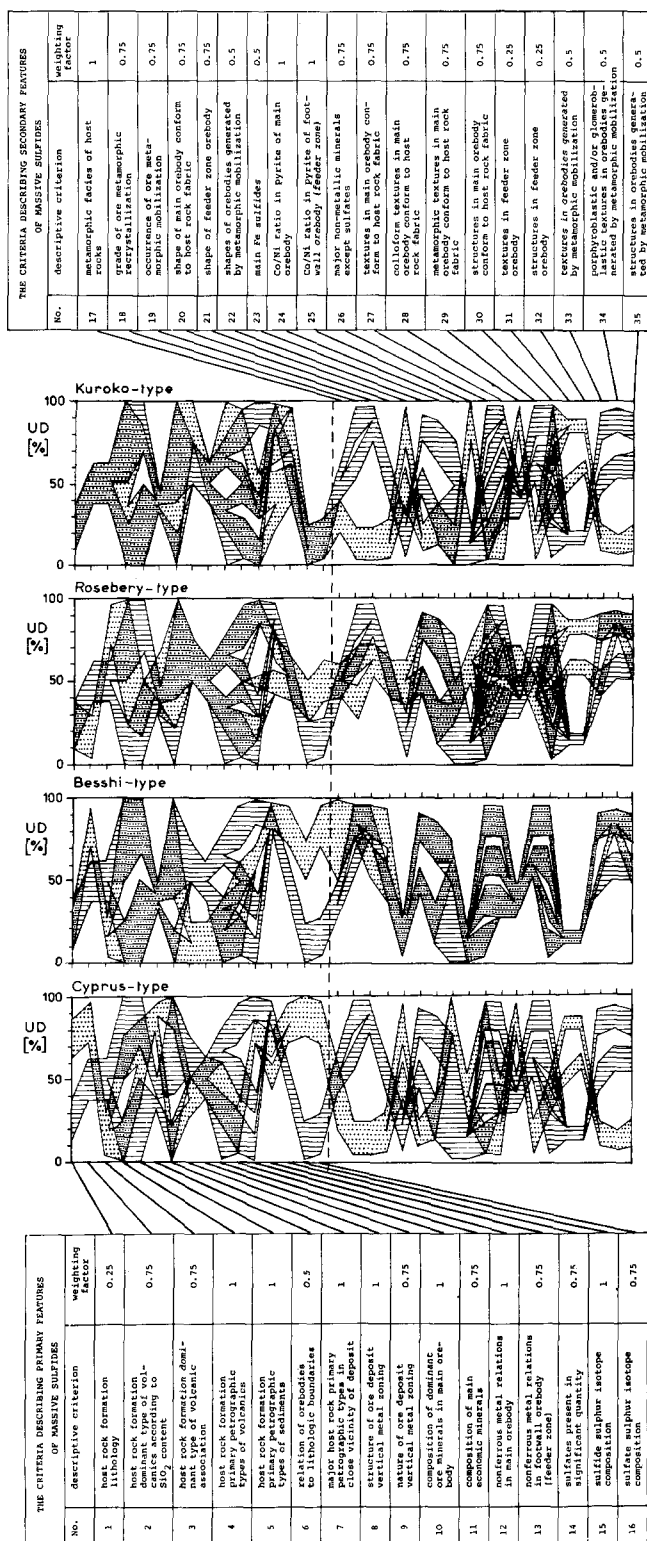 THE CRITERIA DESCRIBING SECONDARY FEATURES
OF MASSIVE SULFIDES
No.
descriptive criterion
weighting
factor
17
metamorphic facies of host
rocks
1
18
grade of ore metamorphic
recrystallization
0.75
19
occurrence of ore meta-
morphic mobilization
0.75
20
shape of main orebody conform
to host rock fabric
0.75
21
shape of feeder zone orebody
0.75
22
shapes of orebodies generated
by metamorphic mobilization
0.5
23
main Fe sulfides
0.5
24
Co/Ni ratio in pyrite of main
orebody
1
25
Co/Ni ratio in pyrite of foot-
wall orebody (feeder zone)
1
26
major non-metallic minerals
except sulfates
0.75
27
textures in main orebody con-
form to host rock fabric
0.75
28
colloform textures in main
orebody conform to host
rock fabric
0.75
29
metamorphic textures in main
orebody conform to host rock
fabric
0.75
30
structures in main orebody
conform to host rock fabric
0.75
31
textures in feeder zone
orebody
0.25
32
structures in feeder zone
orebody
0.25
33
textures in orebodies generated
by metamorphic mobilization
0.5
34
porphyroblastic and/or glomerob-
lastic textures in orebodies ge-
nerated by metamorphic mobilization
0.5
35
structures in orebodies genera-
ted by metamorphic mobilization
0.5
Kuroko-type
100
UD
[%]
50
0
Rosebery-type
100
UD
[%]
50
0
Besshi-type
100
UD
[%]
50
0
Cyprus-type
100
UD
[%]
50
0
THE CRITERIA DESCRIBING PRIMARY FEATURES
OF MASSIVE SULFIDES
No.
descriptive criterion
weighting
factor
1
host rock formation
lithology
0.25
2
host rock formation
dominant type of vol-
canics according to
SiO2 content
0.75
3
host rock formation domi-
nant type of volcanic
association
0.75
4
host rock formation
primary petrographic
types of volcanics
1
5
host rock formation
primary petrographic
types of sediments
1
6
relation of orebodies
to lithologic boundaries
0.5
7
major host rock primary
petrographic types in
close vicinity of deposit
1
8
structure of ore deposit
vertical metal zoning
1
9
nature of ore deposit
vertical metal zoning
0.75
10
composition of dominant
ore minerals in main ore-
body
1
11
composition of main
economic minerals
0.75
12
nonferrous metal relations
in main orebody
1
13
nonferrous metal relations
in footwall orebody
(feeder zone)
0.75
14
sulfates present in
significant quantity
0.75
15
sulfide sulphur isotope
composition
1
16
sulfate sulphur isotope
composition
0.75